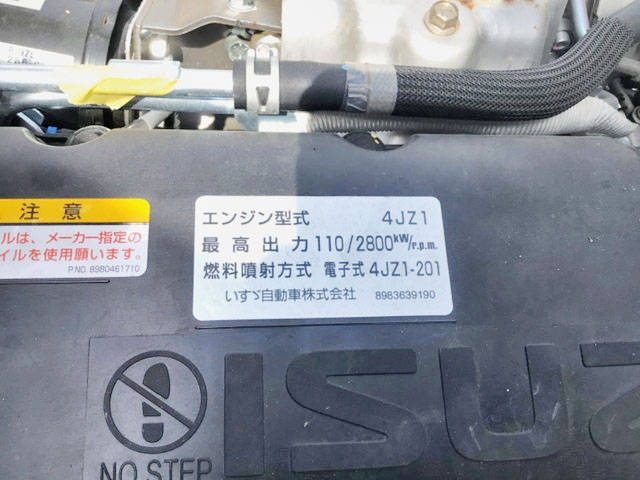 注意
ルは、メーカー指定の
イルを使用願います。
P.NO. 8980461710
エンジン型式 4JZ1
最高出力 110/2800kW/r.p.m.
燃料噴射方式 電子式 4JZ1-201
いすゞ自動車株式会社 8983639190
ISUZ
NO STEP